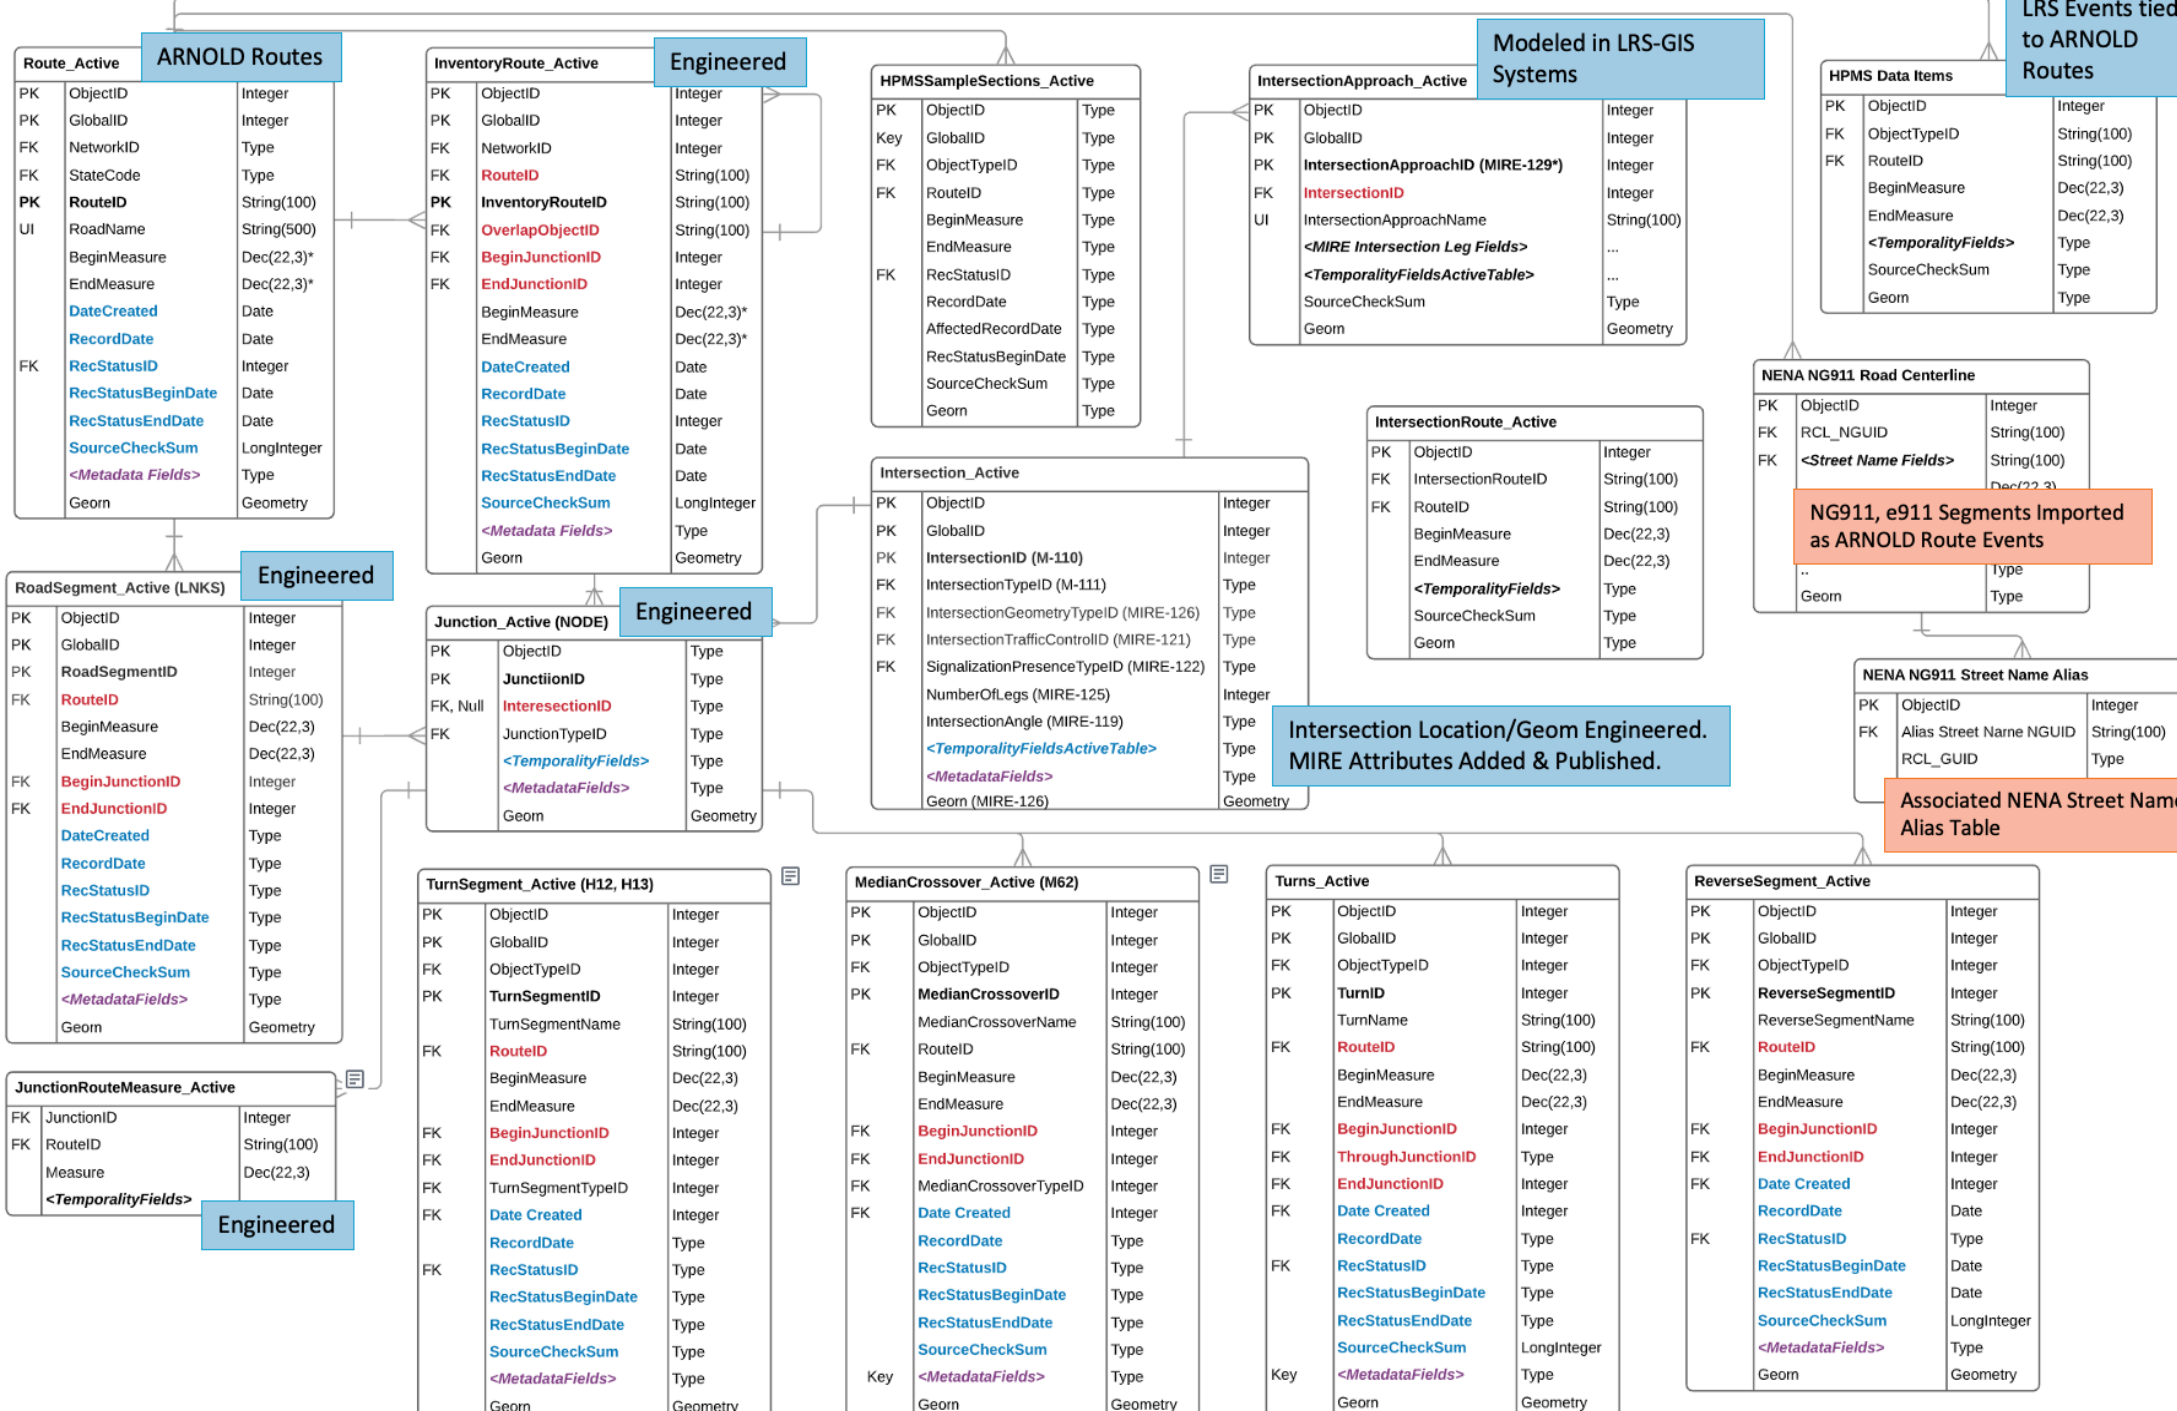 Route_Active
ARNOLD Routes
PK ObjectID Integer
PK GlobalID Integer
FK NetworkID Type
FK StateCode Type
PK RouteID String(100)
UI RoadName String(500)
BeginMeasure Dec(22,3)*
EndMeasure Dec(22,3)*
DateCreated Date
RecordDate Date
FK RecStatusID Integer
RecStatusBeginDate Date
RecStatusEndDate Date
SourceCheckSum LongInteger
<Metadata Fields> Type
Geom Geometry
InventoryRoute_Active
Engineered
PK ObjectID Integer
PK GlobalID Integer
FK NetworkID Integer
FK RouteID String(100)
PK InventoryRouteID String(100)
FK OverlapObjectID String(100)
FK BeginJunctionID Integer
FK EndJunctionID Integer
BeginMeasure Dec(22,3)*
EndMeasure Dec(22,3)*
DateCreated Date
RecordDate Date
RecStatusID Integer
RecStatusBeginDate Date
RecStatusEndDate Date
SourceCheckSum LongInteger
<Metadata Fields> Type
Geom Geometry
HPMSSampleSections_Active
PK ObjectID Type
Key GlobalID Type
FK ObjectTypeID Type
FK RouteID Type
BeginMeasure Type
EndMeasure Type
FK RecStatusID Type
RecordDate Type
AffectedRecordDate Type
RecStatusBeginDate Type
SourceCheckSum Type
Geom Type
IntersectionApproach_Active
Modeled in LRS-GIS
Systems
PK ObjectID Integer
PK GlobalID Integer
PK IntersectionApproachID (MIRE-129*) Integer
FK IntersectionID Integer
UI IntersectionApproachName String(100)
<MIRE Intersection Leg Fields> ...
<TemporalityFieldsActiveTable> ...
SourceCheckSum Type
Geom Geometry
LRS Events tied
to ARNOLD
Routes
HPMS Data Items
PK ObjectID Integer
FK ObjectTypeID String(100)
FK RouteID String(100)
BeginMeasure Dec(22,3)
EndMeasure Dec(22,3)
<TemporalityFields> Type
SourceCheckSum Type
Geom Type
NENA NG911 Road Centerline
PK ObjectID Integer
FK RCL_NGUID String(100)
FK <Street Name Fields> String(100)
Dec(22,3)
NG911, e911 Segments Imported
as ARNOLD Route Events
.. Type
Geom Type
IntersectionRoute_Active
PK ObjectID Integer
FK IntersectionRouteID String(100)
FK RouteID String(100)
BeginMeasure Dec(22,3)
EndMeasure Dec(22,3)
<TemporalityFields> Type
SourceCheckSum Type
Geom Type
Intersection_Active
PK ObjectID Integer
PK GlobalID Integer
PK IntersectionID (M-110) Integer
FK IntersectionTypeID (M-111) Type
FK IntersectionGeometryTypeID (MIRE-126) Type
FK IntersectionTrafficControlID (MIRE-121) Type
FK SignalizationPresenceTypeID (MIRE-122) Type
NumberOfLegs (MIRE-125) Integer
IntersectionAngle (MIRE-119) Type
<TemporalityFieldsActiveTable> Type
<MetadataFields> Type
Geom (MIRE-126) Geometry
Intersection Location/Geom Engineered.
MIRE Attributes Added & Published.
NENA NG911 Street Name Alias
PK ObjectID Integer
FK Alias Street Name NGUID String(100)
RCL_GUID Type
Associated NENA Street Name
Alias Table
RoadSegment_Active (LNKS)
Engineered
PK ObjectID Integer
PK GlobalID Integer
PK RoadSegmentID Integer
FK RouteID String(100)
BeginMeasure Dec(22,3)
EndMeasure Dec(22,3)
FK BeginJunctionID Integer
FK EndJunctionID Integer
DateCreated Type
RecordDate Type
RecStatusID Type
RecStatusBeginDate Type
RecStatusEndDate Type
SourceCheckSum Type
<MetadataFields> Type
Geom Geometry
Junction_Active (NODE)
Engineered
PK ObjectID Type
PK JunctiionID Type
FK, Null InteresectionID Type
FK JunctionTypeID Type
<TemporalityFields> Type
<MetadataFields> Type
Geom Geometry
JunctionRouteMeasure_Active
FK JunctionID Integer
FK RouteID String(100)
Measure Dec(22,3)
<TemporalityFields>
Engineered
TurnSegment_Active (H12, H13)
PK ObjectID Integer
PK GlobalID Integer
FK ObjectTypeID Integer
PK TurnSegmentID Integer
TurnSegmentName String(100)
FK RouteID String(100)
BeginMeasure Dec(22,3)
EndMeasure Dec(22,3)
FK BeginJunctionID Integer
FK EndJunctionID Integer
FK TurnSegmentTypeID Integer
FK Date Created Integer
RecordDate Type
FK RecStatusID Type
RecStatusBeginDate Type
RecStatusEndDate Type
SourceCheckSum Type
<MetadataFields> Type
Geom Geometry
MedianCrossover_Active (M62)
PK ObjectID Integer
PK GlobalID Integer
FK ObjectTypeID Integer
PK MedianCrossoverID Integer
MedianCrossoverName String(100)
FK RouteID String(100)
BeginMeasure Dec(22,3)
EndMeasure Dec(22,3)
FK BeginJunctionID Integer
FK EndJunctionID Integer
FK MedianCrossoverTypeID Integer
FK Date Created Integer
RecordDate Type
RecStatusID Type
RecStatusBeginDate Type
RecStatusEndDate Type
SourceCheckSum Type
Key <MetadataFields> Type
Geom Geometry
Turns_Active
PK ObjectID Integer
PK GlobalID Integer
FK ObjectTypeID Integer
PK TurnID Integer
TurnName String(100)
FK RouteID String(100)
BeginMeasure Dec(22,3)
EndMeasure Dec(22,3)
FK BeginJunctionID Integer
FK ThroughJunctionID Type
FK EndJunctionID Integer
FK Date Created Integer
RecordDate Type
FK RecStatusID Type
RecStatusBeginDate Type
RecStatusEndDate Type
SourceCheckSum LongInteger
Key <MetadataFields> Type
Geom Geometry
ReverseSegment_Active
PK ObjectID Integer
PK GlobalID Integer
FK ObjectTypeID Integer
PK ReverseSegmentID Integer
ReverseSegmentName String(100)
FK RouteID String(100)
BeginMeasure Dec(22,3)
EndMeasure Dec(22,3)
FK BeginJunctionID Integer
FK EndJunctionID Integer
FK Date Created Integer
RecordDate Date
FK RecStatusID Type
RecStatusBeginDate Date
RecStatusEndDate Date
SourceCheckSum LongInteger
<MetadataFields> Type
Geom Geometry